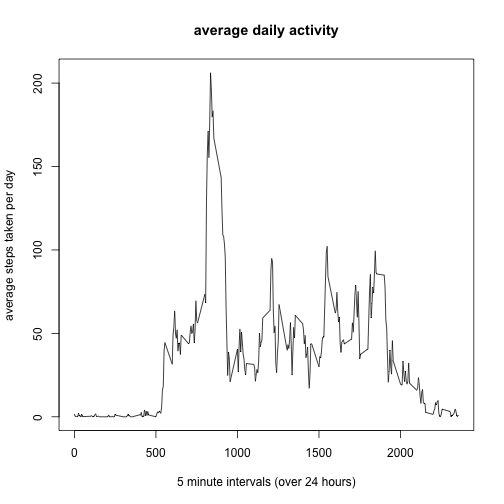 average daily activity
average steps taken per day
200
150
100
50
0
0 500 1000 1500 2000
5 minute intervals (over 24 hours)